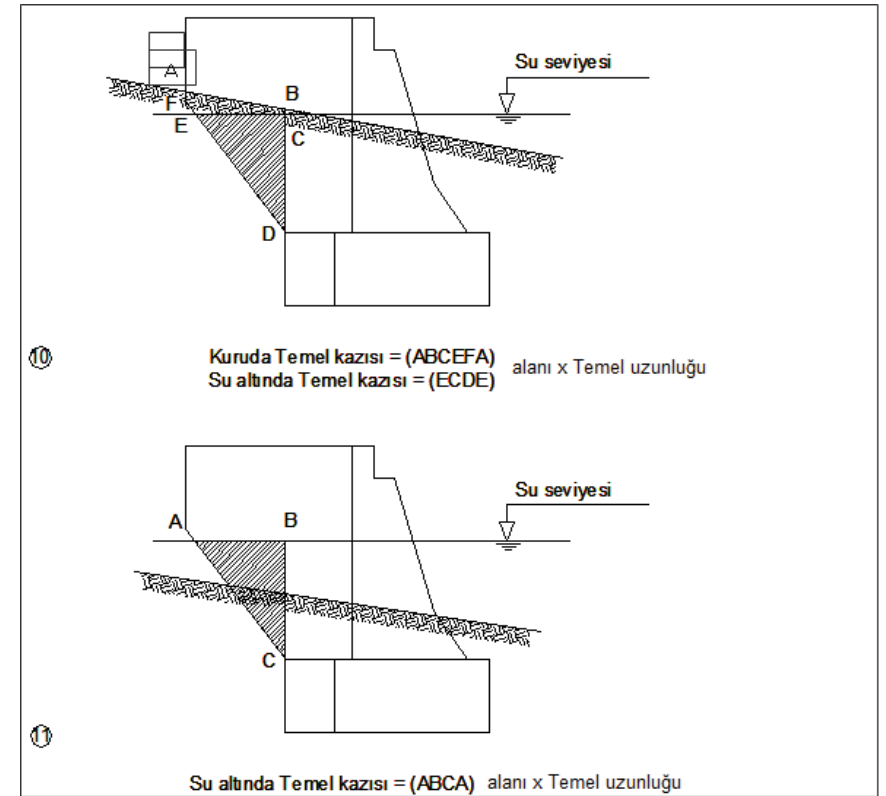 Su seviyesi
A
B
F
E
C
D
10
Kuruda Temel kazısı = (ABCEFA)
Su altında Temel kazısı = (ECDE)
alanı x Temel uzunluğu
Su seviyesi
A
B
C
11
Su altında Temel kazısı = (ABCA) alanı x Temel uzunluğu